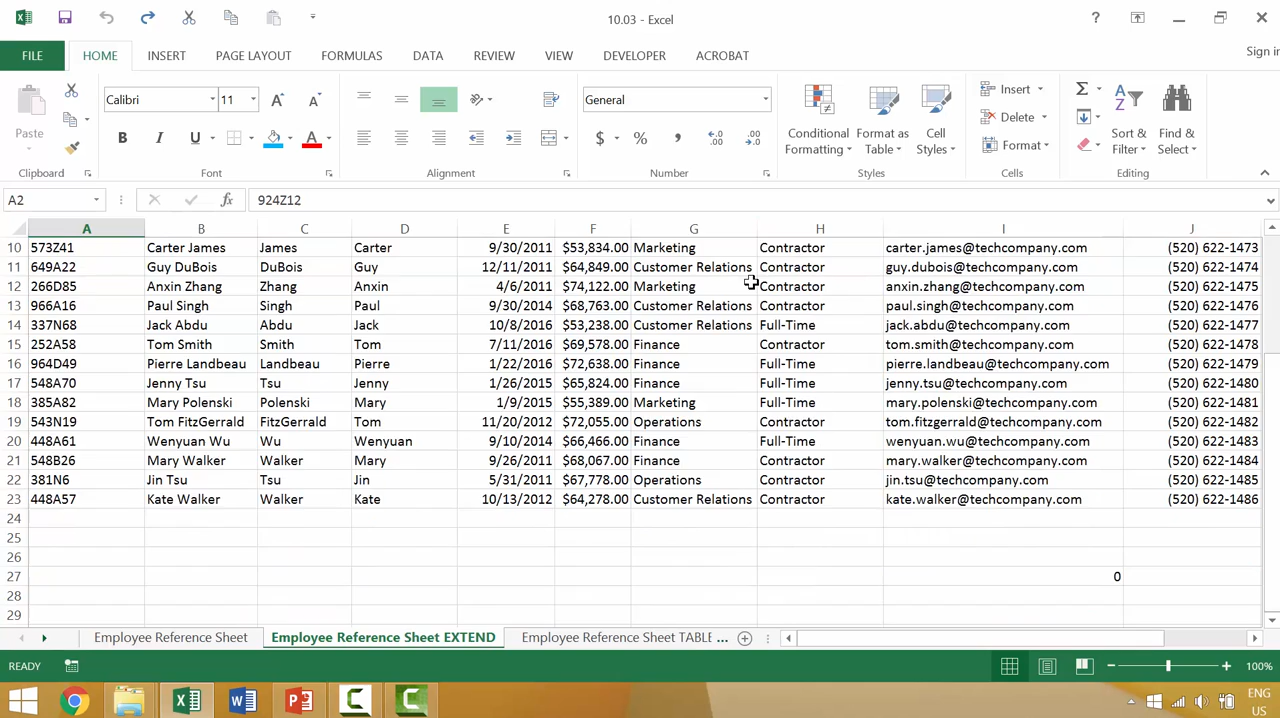 10.03 - Excel
?
Sign in
FILE HOME INSERT PAGE LAYOUT FORMULAS DATA REVIEW VIEW DEVELOPER ACROBAT
Calibri 11 General
Paste B I U A $ % , Conditional Formatting Format as Table Cell Styles Insert Delete Format Sort & Filter Find & Select
Clipboard Font Alignment Number Styles Cells Editing
A2 fx 924Z12
A B C D E F G H I J
10 573Z41 Carter James James Carter 9/30/2011 $53,834.00 Marketing Contractor carter.james@techcompany.com (520) 622-1473
11 649A22 Guy DuBois DuBois Guy 12/11/2011 $64,849.00 Customer Relations Contractor guy.dubois@techcompany.com (520) 622-1474
12 266D85 Anxin Zhang Zhang Anxin 4/6/2011 $74,122.00 Marketing Contractor anxin.zhang@techcompany.com (520) 622-1475
13 966A16 Paul Singh Singh Paul 9/30/2014 $68,763.00 Customer Relations Contractor paul.singh@techcompany.com (520) 622-1476
14 337N68 Jack Abdu Abdu Jack 10/8/2016 $53,238.00 Customer Relations Full-Time jack.abdu@techcompany.com (520) 622-1477
15 252A58 Tom Smith Smith Tom 7/11/2016 $69,578.00 Finance Contractor tom.smith@techcompany.com (520) 622-1478
16 964D49 Pierre Landbeau Landbeau Pierre 1/22/2016 $72,638.00 Finance Full-Time pierre.landbeau@techcompany.com (520) 622-1479
17 548A70 Jenny Tsu Tsu Jenny 1/26/2015 $65,824.00 Finance Full-Time jenny.tsu@techcompany.com (520) 622-1480
18 385A82 Mary Polenski Polenski Mary 1/9/2015 $55,389.00 Marketing Full-Time mary.polenski@techcompany.com (520) 622-1481
19 543N19 Tom FitzGerrald FitzGerrald Tom 11/20/2012 $72,055.00 Operations Contractor tom.fitzgerrald@techcompany.com (520) 622-1482
20 448A61 Wenyuan Wu Wu Wenyuan 9/10/2014 $66,466.00 Finance Full-Time wenyuan.wu@techcompany.com (520) 622-1483
21 548B26 Mary Walker Walker Mary 9/26/2011 $68,067.00 Finance Contractor mary.walker@techcompany.com (520) 622-1484
22 381N6 Jin Tsu Tsu Jin 5/31/2011 $67,778.00 Operations Contractor jin.tsu@techcompany.com (520) 622-1485
23 448A57 Kate Walker Walker Kate 10/13/2012 $64,278.00 Customer Relations Contractor kate.walker@techcompany.com (520) 622-1486
24
25
26
27 0
28
29
Employee Reference Sheet Employee Reference Sheet EXTEND Employee Reference Sheet TABLE ...
READY 100%
ENG
US